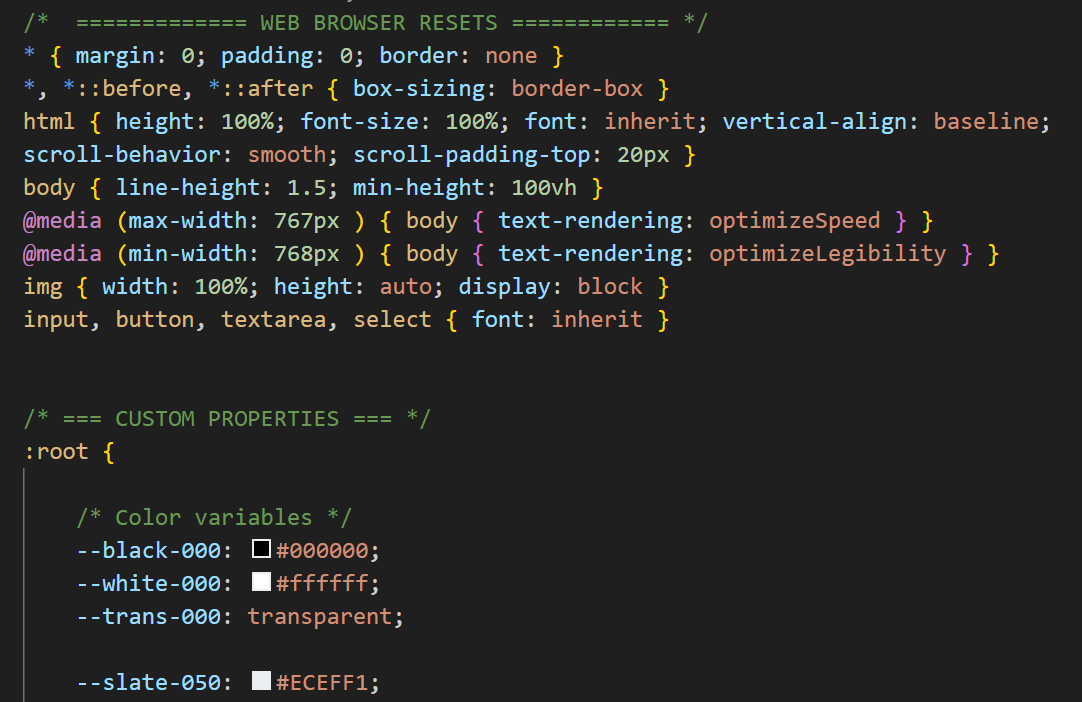 /*  ============= WEB BROWSER RESETS ============ */
* { margin: 0; padding: 0; border: none }
*, *::before, *::after { box-sizing: border-box }
html { height: 100%; font-size: 100%; font: inherit; vertical-align: baseline;
scroll-behavior: smooth; scroll-padding-top: 20px }
body { line-height: 1.5; min-height: 100vh }
@media (max-width: 767px ) { body { text-rendering: optimizeSpeed } }
@media (min-width: 768px ) { body { text-rendering: optimizeLegibility } }
img { width: 100%; height: auto; display: block }
input, button, textarea, select { font: inherit }
/* === CUSTOM PROPERTIES === */
:root {
/* Color variables */
--black-000: #000000;
--white-000: #ffffff;
--trans-000: transparent;
--slate-050: #ECEFF1;